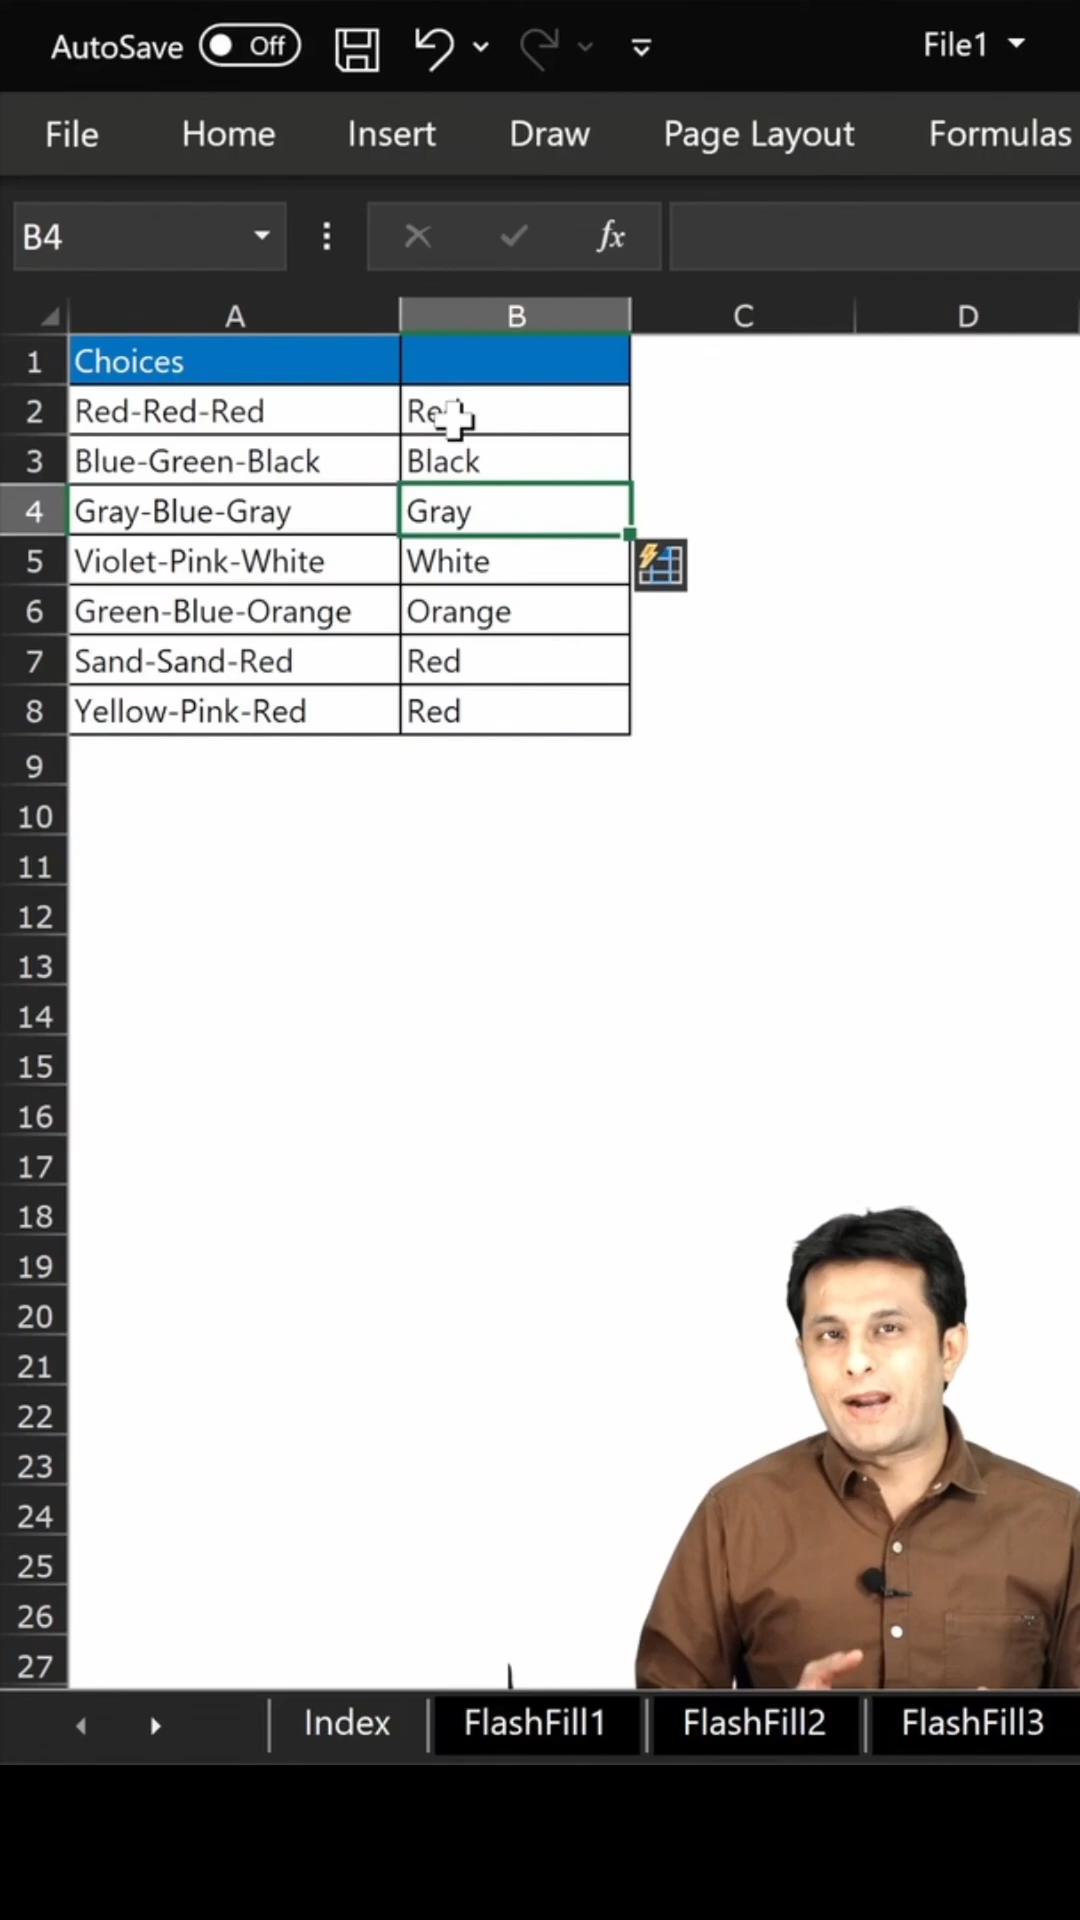 AutoSave Off File1
File Home Insert Draw Page Layout Formulas
B4 fx
A B C D
1 Choices
2 Red-Red-Red
3 Blue-Green-Black Black
4 Gray-Blue-Gray Gray
5 Violet-Pink-White White
6 Green-Blue-Orange Orange
7 Sand-Sand-Red Red
8 Yellow-Pink-Red Red
9
10
11
12
13
14
15
16
17
18
19
20
21
22
23
24
25
26
27
Index FlashFill1 FlashFill2 FlashFill3